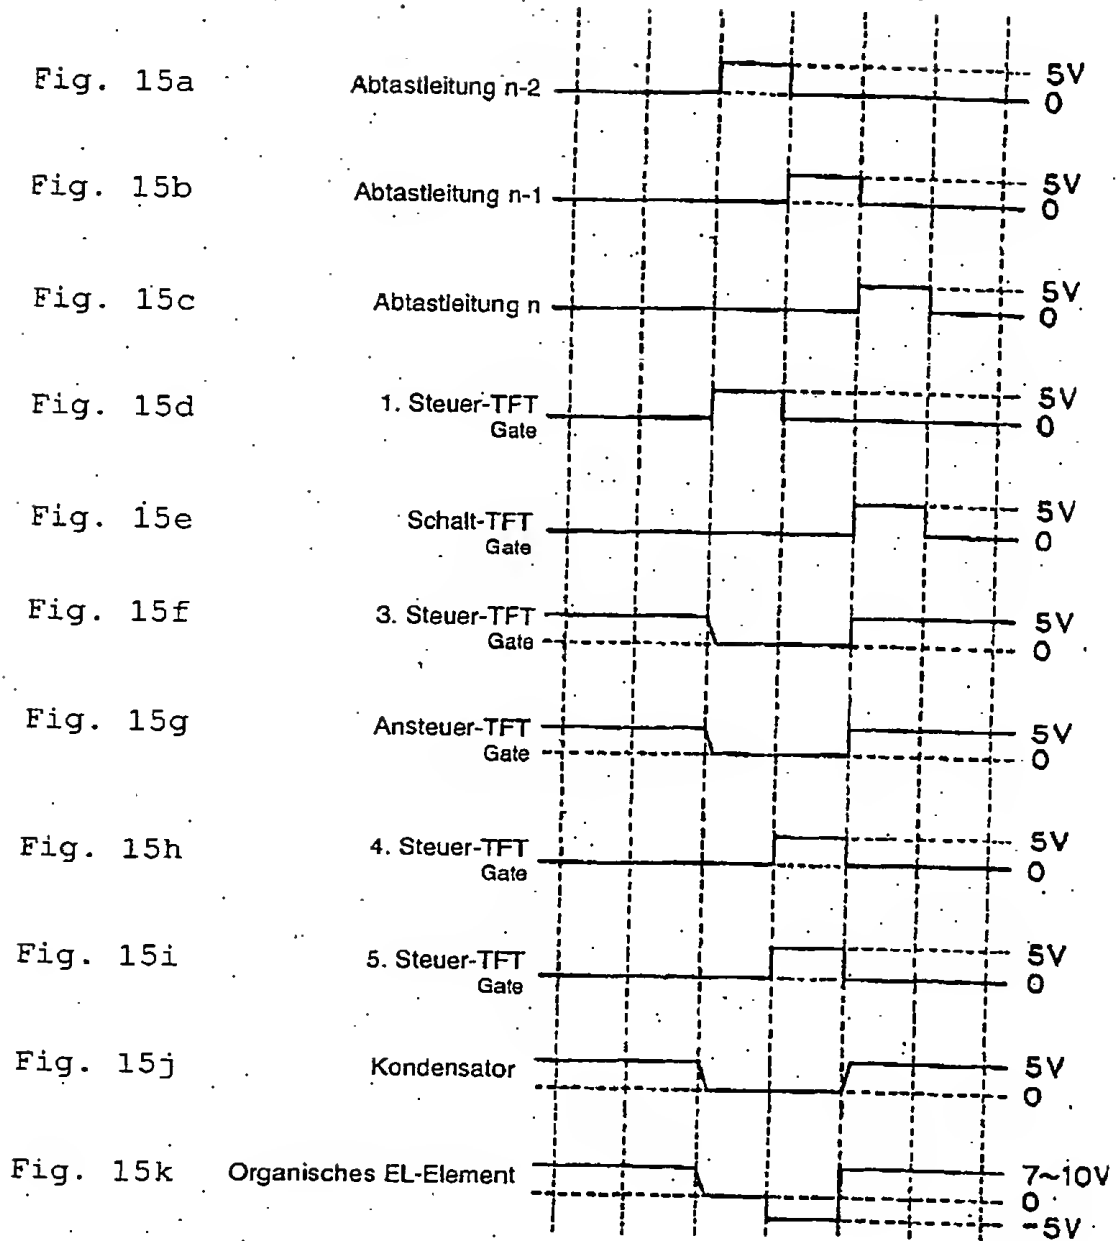 Fig. 15a Abtastleitung n-2 5V
0
Fig. 15b Abtastleitung n-1 5V
0
Fig. 15c Abtastleitung n 5V
0
Fig. 15d 1. Steuer-TFT 5V
Gate 0
Fig. 15e Schalt-TFT 5V
Gate 0
Fig. 15f 3. Steuer-TFT 5V
Gate 0
Fig. 15g Ansteuer-TFT 5V
Gate 0
Fig. 15h 4. Steuer-TFT 5V
Gate 0
Fig. 15i 5. Steuer-TFT 5V
Gate 0
Fig. 15j Kondensator 5V
0
Fig. 15k Organisches EL-Element 7~10V
0
-5V